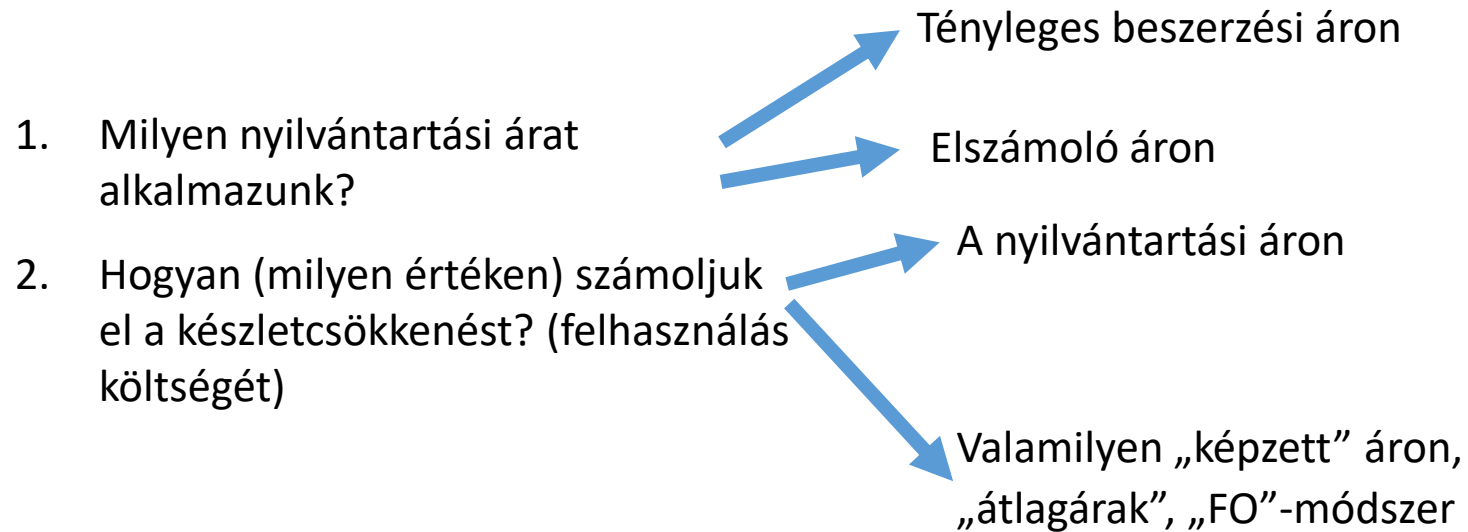 Tényleges beszerzési áron
1. Milyen nyilvántartási árat
alkalmazunk?
Elszámoló áron
A nyilvántartási áron
2. Hogyan (milyen értéken) számoljuk
el a készletcsökkenést? (felhasználás
költségét)
Valamilyen „képzett” áron,
„átlagárak”, „FO”-módszer